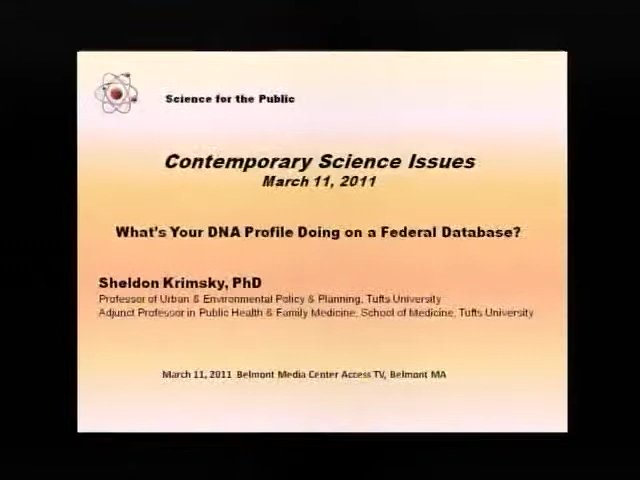 Science for the Public
Contemporary Science Issues
March 11, 2011
What's Your DNA Profile Doing on a Federal Database?
Sheldon Krimsky, PhD
Professor of Urban & Environmental Policy & Planning, Tufts University
Adjunct Professor in Public Health & Family Medicine, School of Medicine, Tufts University
March 11, 2011 Belmont Media Center Access TV, Belmont MA